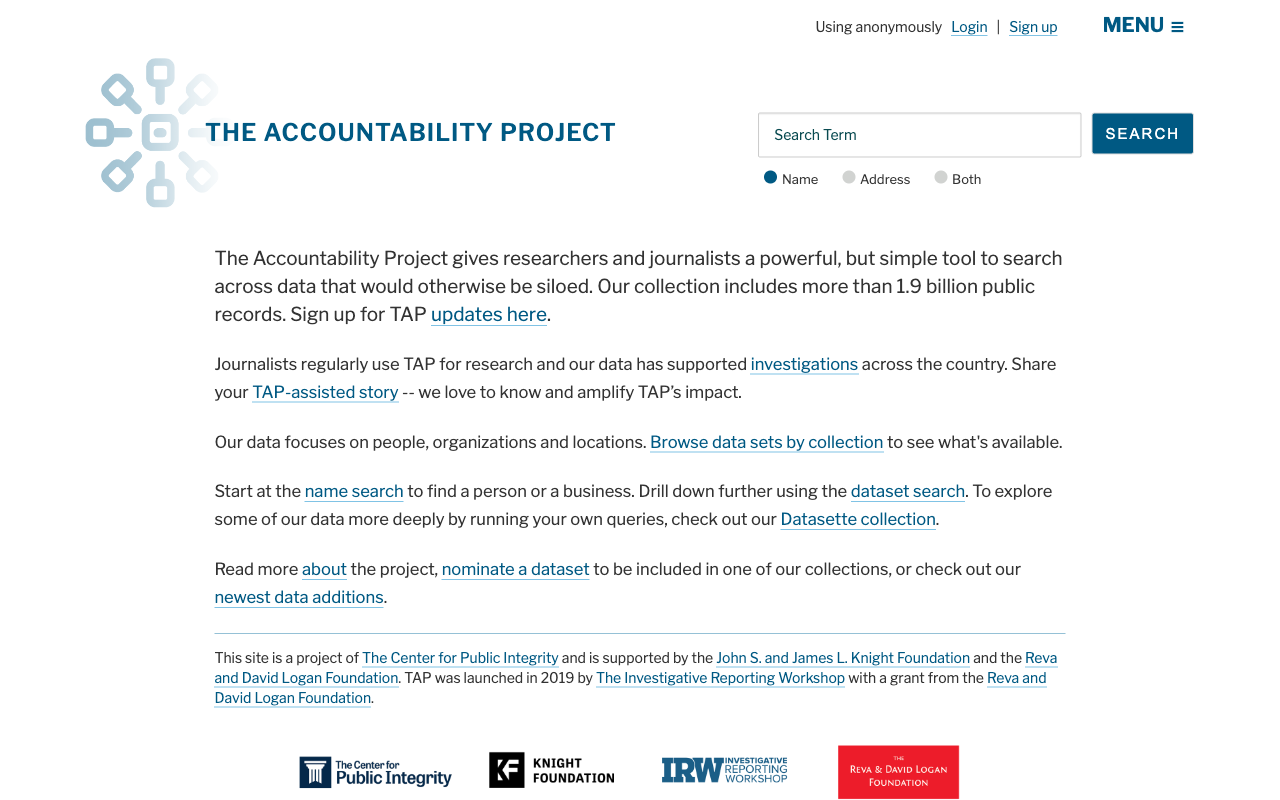 Using anonymously Login | Sign up MENU ≡
THE ACCOUNTABILITY PROJECT
Search Term
SEARCH
Name Address Both
The Accountability Project gives researchers and journalists a powerful, but simple tool to search
across data that would otherwise be siloed. Our collection includes more than 1.9 billion public
records. Sign up for TAP updates here.
Journalists regularly use TAP for research and our data has supported investigations across the country. Share
your TAP-assisted story -- we love to know and amplify TAP’s impact.
Our data focuses on people, organizations and locations. Browse data sets by collection to see what's available.
Start at the name search to find a person or a business. Drill down further using the dataset search. To explore
some of our data more deeply by running your own queries, check out our Datasette collection.
Read more about the project, nominate a dataset to be included in one of our collections, or check out our
newest data additions.
This site is a project of The Center for Public Integrity and is supported by the John S. and James L. Knight Foundation and the Reva
and David Logan Foundation. TAP was launched in 2019 by The Investigative Reporting Workshop with a grant from the Reva and
David Logan Foundation.
The Center for
Public Integrity
KF
KNIGHT
FOUNDATION
IRW
INVESTIGATIVE
REPORTING
WORKSHOP
THE
REVA & DAVID LOGAN
FOUNDATION